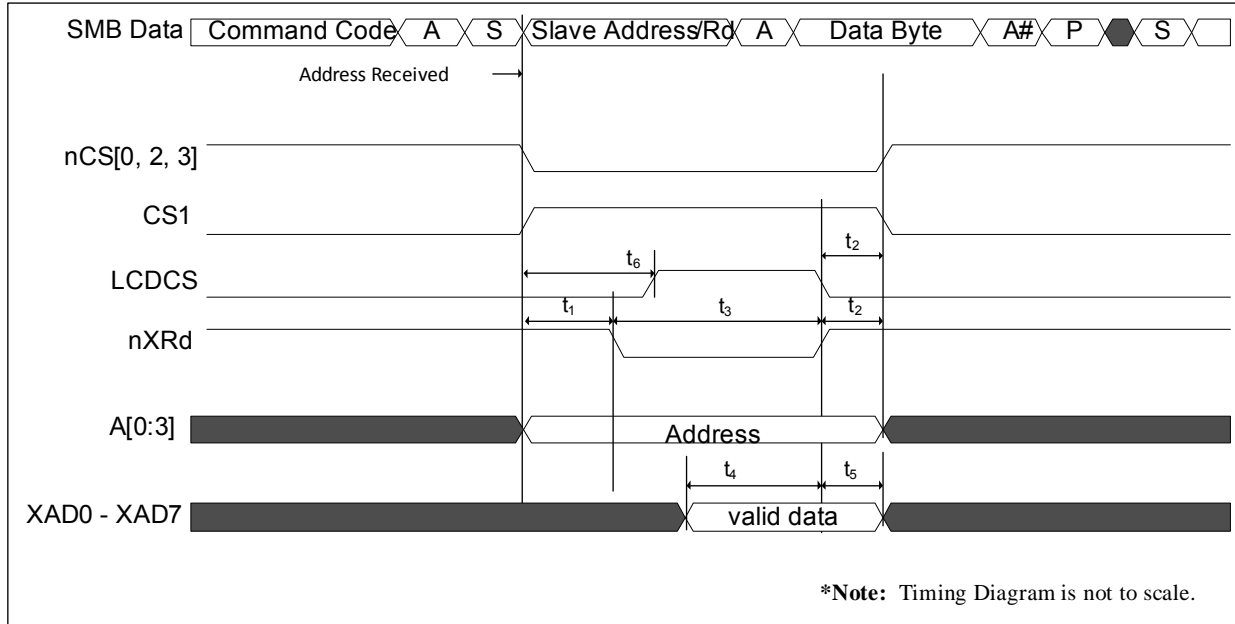 SMB Data Command Code A S Slave Address/Rd A Data Byte A# P S
Address Received
nCS[0, 2, 3]
CS1
t2
t6
LCDCS
t1 t3 t2
nXRd
A[0:3] Address
t4 t5
XAD0 - XAD7 valid data
*Note: Timing Diagram is not to scale.